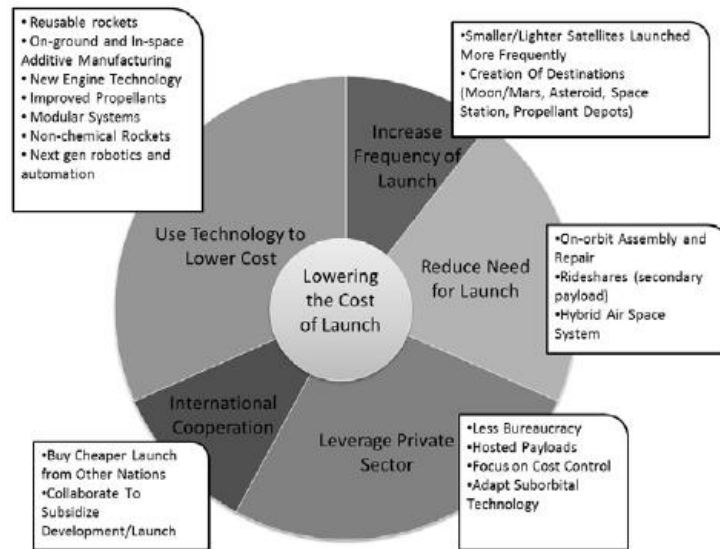 •Reusable rockets
•On-ground and In-space
Additive Manufacturing
•New Engine Technology
•Improved Propellants
•Modular Systems
•Non-chemical Rockets
•Next gen robotics and
automation
•Smaller/Lighter Satellites Launched
More Frequently
• Creation Of Destinations
(Moon/Mars, Asteroid, Space
Station, Propellant Depots)
Increase
Frequency of
Launch
Use Technology to
Lower Cost
Lowering
the Cost
of Launch
Reduce Need
for Launch
•On-orbit Assembly and
Repair
•Rideshares (secondary
payload)
•Hybrid Air Space
System
International
Cooperation
Leverage Private
Sector
•Buy Cheaper Launch
from Other Nations
•Collaborate To
Subsidize
Development/Launch
•Less Bureaucracy
•Hosted Payloads
•Focus on Cost Control
•Adapt Suborbital
Technology